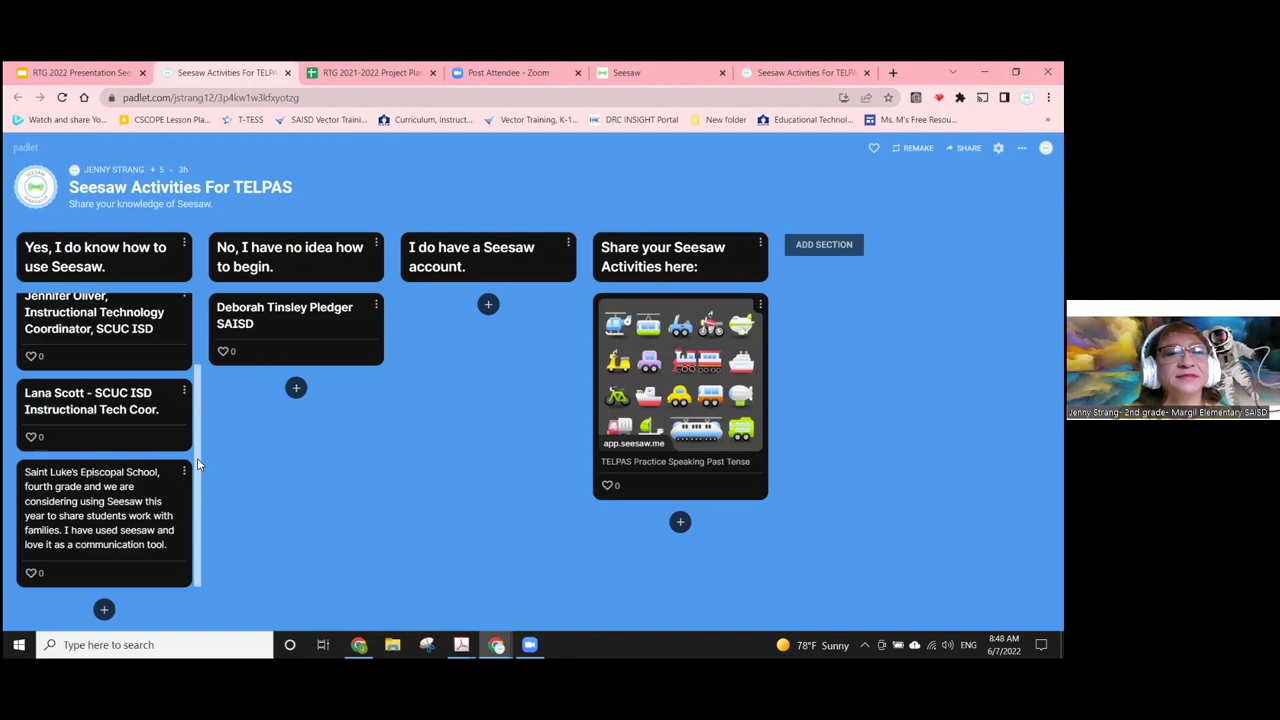 RTG 2022 Presentation See
Seesaw Activities For TELPA
RTG 2021-2022 Project Plan
Post Attendee - Zoom
Seesaw
Seesaw Activities For TELPA
padlet.com/jstrang12/3p4kw1w3kfxyotzg
Watch and share Yo...
CSCOPE Lesson Pla...
T-TESS
SAISD Vector Traini...
Curriculum, Instruct...
Vector Training, K-1...
DRC INSIGHT Portal
New folder
Educational Technol...
Ms. M's Free Resou...
padlet
REMAKE
SHARE
JENNY STRANG + 5 • 3h
Seesaw Activities For TELPAS
Share your knowledge of Seesaw.
Yes, I do know how to
use Seesaw.
Jennifer Oliver,
Instructional Technology
Coordinator, SCUC ISD
0
Lana Scott - SCUC ISD
Instructional Tech Coor.
0
Saint Luke's Episcopal School,
fourth grade and we are
considering using Seesaw this
year to share students work with
families. I have used seesaw and
love it as a communication tool.
0
No, I have no idea how
to begin.
Deborah Tinsley Pledger
SAISD
0
I do have a Seesaw
account.
Share your Seesaw
Activities here:
app.seesaw.me
TELPAS Practice Speaking Past Tense
0
ADD SECTION
Jenny Strang- 2nd grade- Margil Elementary SAISD
Type here to search
78°F Sunny
ENG
8:48 AM
6/7/2022